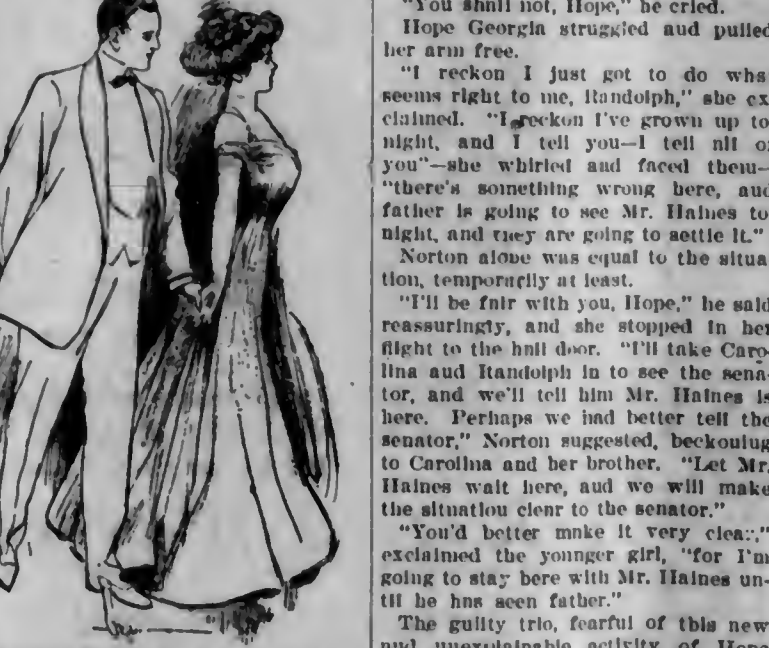 "You shall not, Hope," he cried.
Hope Georgia struggled and pulled
her arm free.
"I reckon I just got to do wha
seems right to me, Randolph," she ex
claimed. "I reckon I've grown up to
night, and I tell you—I tell all o
you"—she whirled and faced them—
"there's something wrong here, and
father is going to see Mr. Haines to
night, and they are going to settle it."
Norton alone was equal to the situa
tion, temporarily at least.
"I'll be fair with you, Hope," he said
reassuringly, and she stopped in her
flight to the hall door. "I'll take Caro-
lina and Randolph in to see the sena-
tor, and we'll tell him Mr. Haines is
here. Perhaps we had better tell the
senator," Norton suggested, beckoning
to Carolina and her brother. "Let Mr.
Haines wait here, and we will make
the situation clear to the senator."
"You'd better make it very clear,"
exclaimed the younger girl, "for I'm
going to stay here with Mr. Haines un-
til he has seen father."
The guilty trio, fearful of this new
and unexplainable activity of Hope